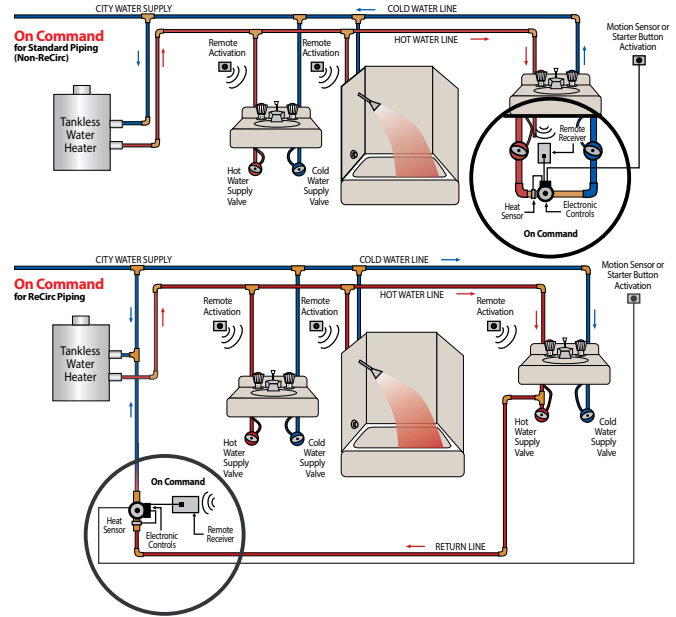 CITY WATER SUPPLY
COLD WATER LINE
On Command
for Standard Piping
(Non-ReCirc)
Remote
Activation
Remote
Activation
HOT WATER LINE
Motion Sensor or
Starter Button
Activation
Tankless
Water
Heater
Remote
Receiver
Hot
Water
Supply
Valve
Cold
Water
Supply
Valve
Heat
Sensor
Electronic
Controls
On Command
CITY WATER SUPPLY
COLD WATER LINE
On Command
for ReCirc Piping
Motion Sensor or
Starter Button
Activation
HOT WATER LINE
Remote
Activation
Remote
Activation
Remote
Activation
Tankless
Water
Heater
Hot
Water
Supply
Valve
Cold
Water
Supply
Valve
Hot
Water
Supply
Valve
Cold
Water
Supply
Valve
On Command
Heat
Sensor
Electronic
Controls
Remote
Receiver
RETURN LINE